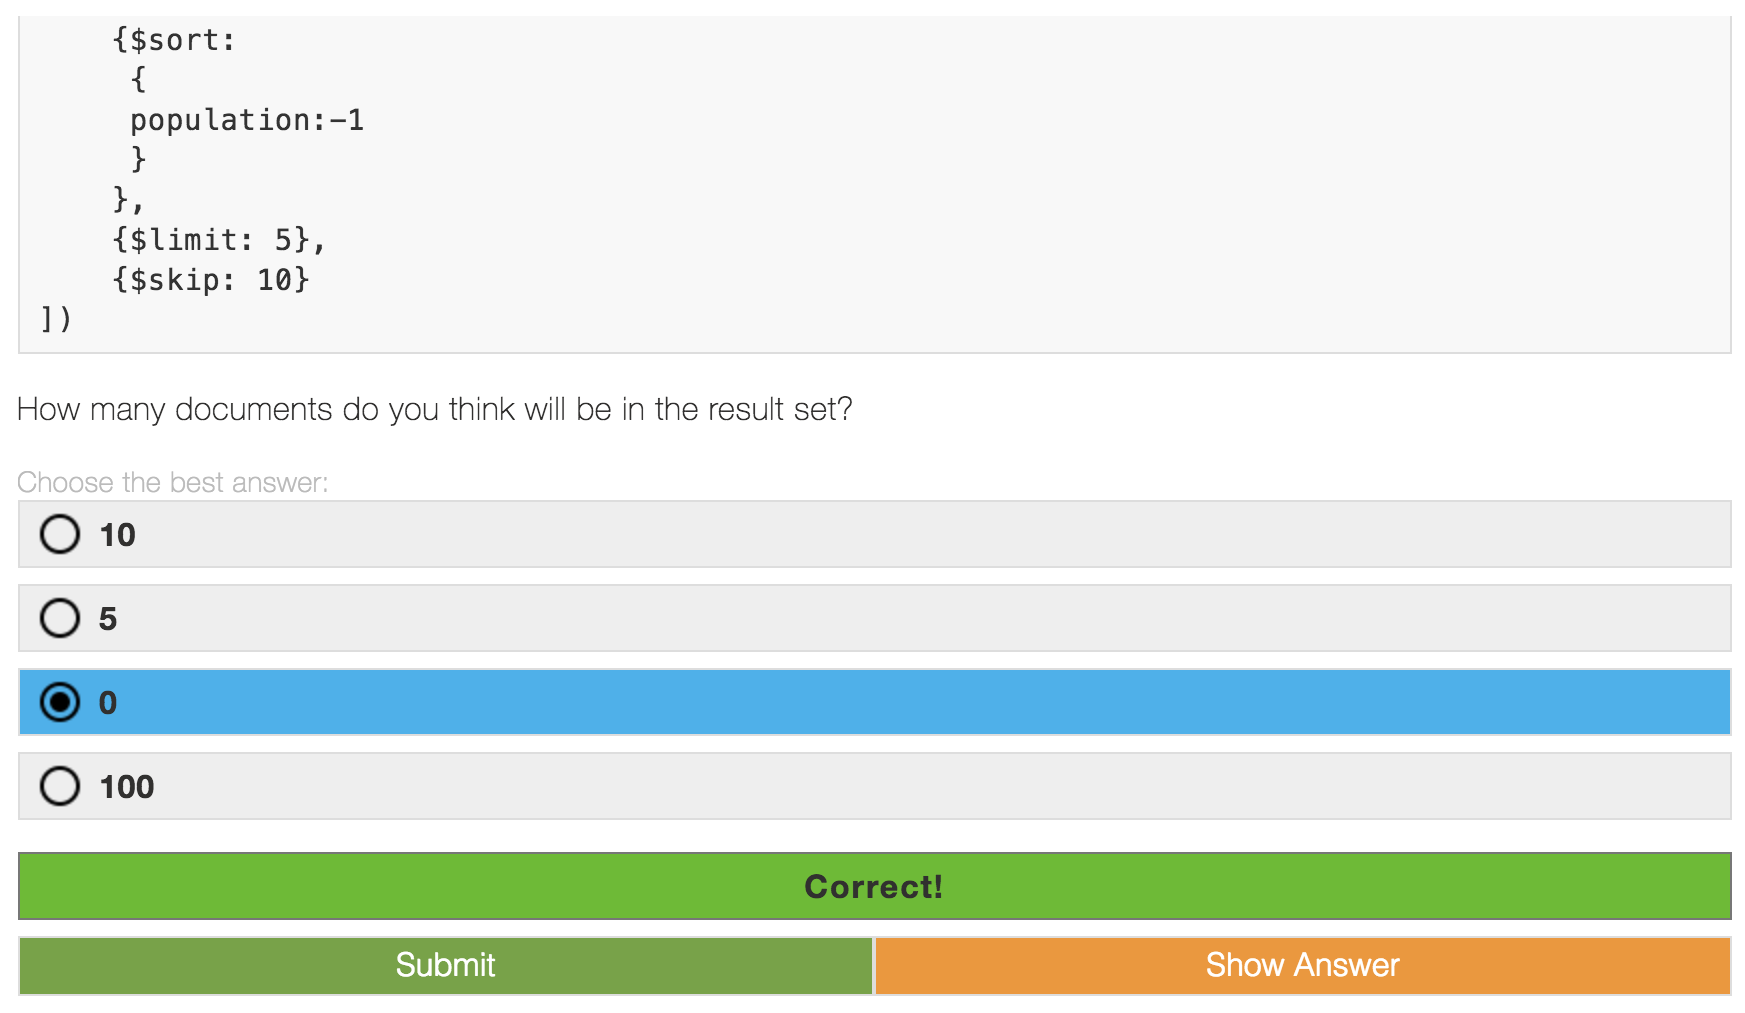 {$sort:
{
population:-1
}
},
{$limit: 5},
{$skip: 10}
])
How many documents do you think will be in the result set?
Choose the best answer:
10
5
0
100
Correct!
Submit
Show Answer